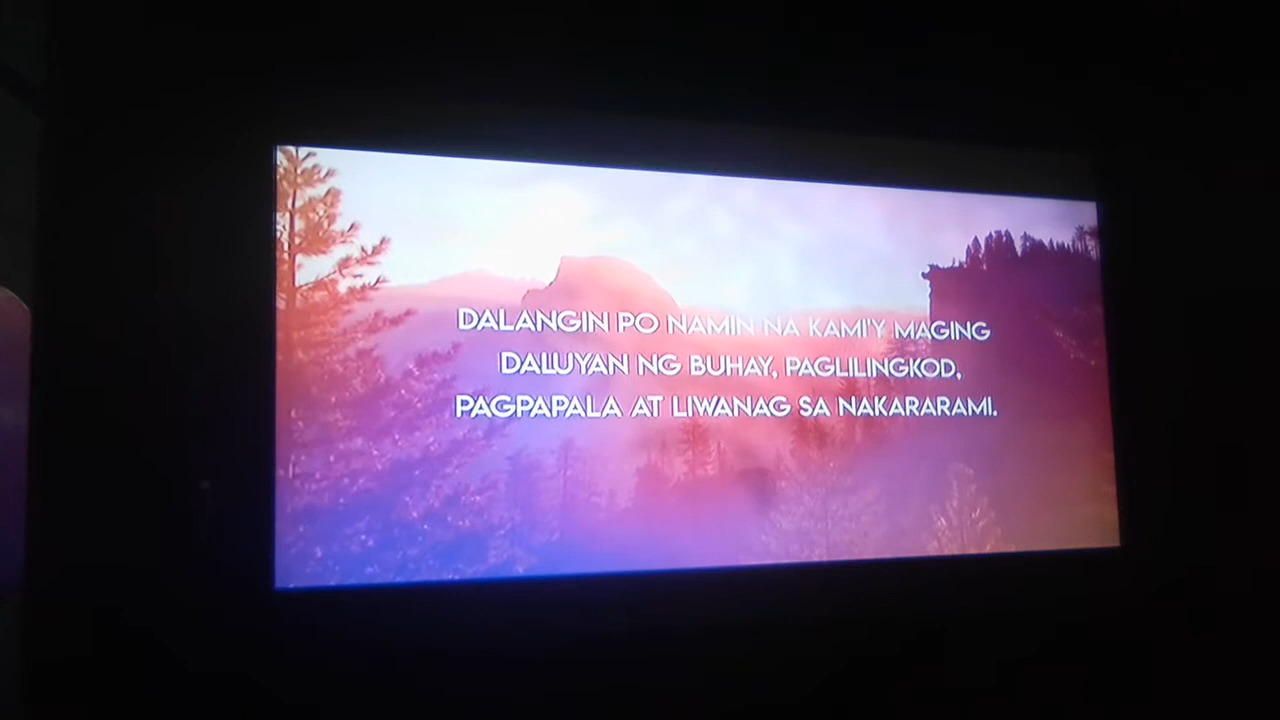 DALANGIN PO NAMIN NA KAMI'Y MAGING
DALUYAN NG BUHAY, PAGLILINGKOD,
PAGPAPALA AT LIWANAG SA NAKARARAMI.